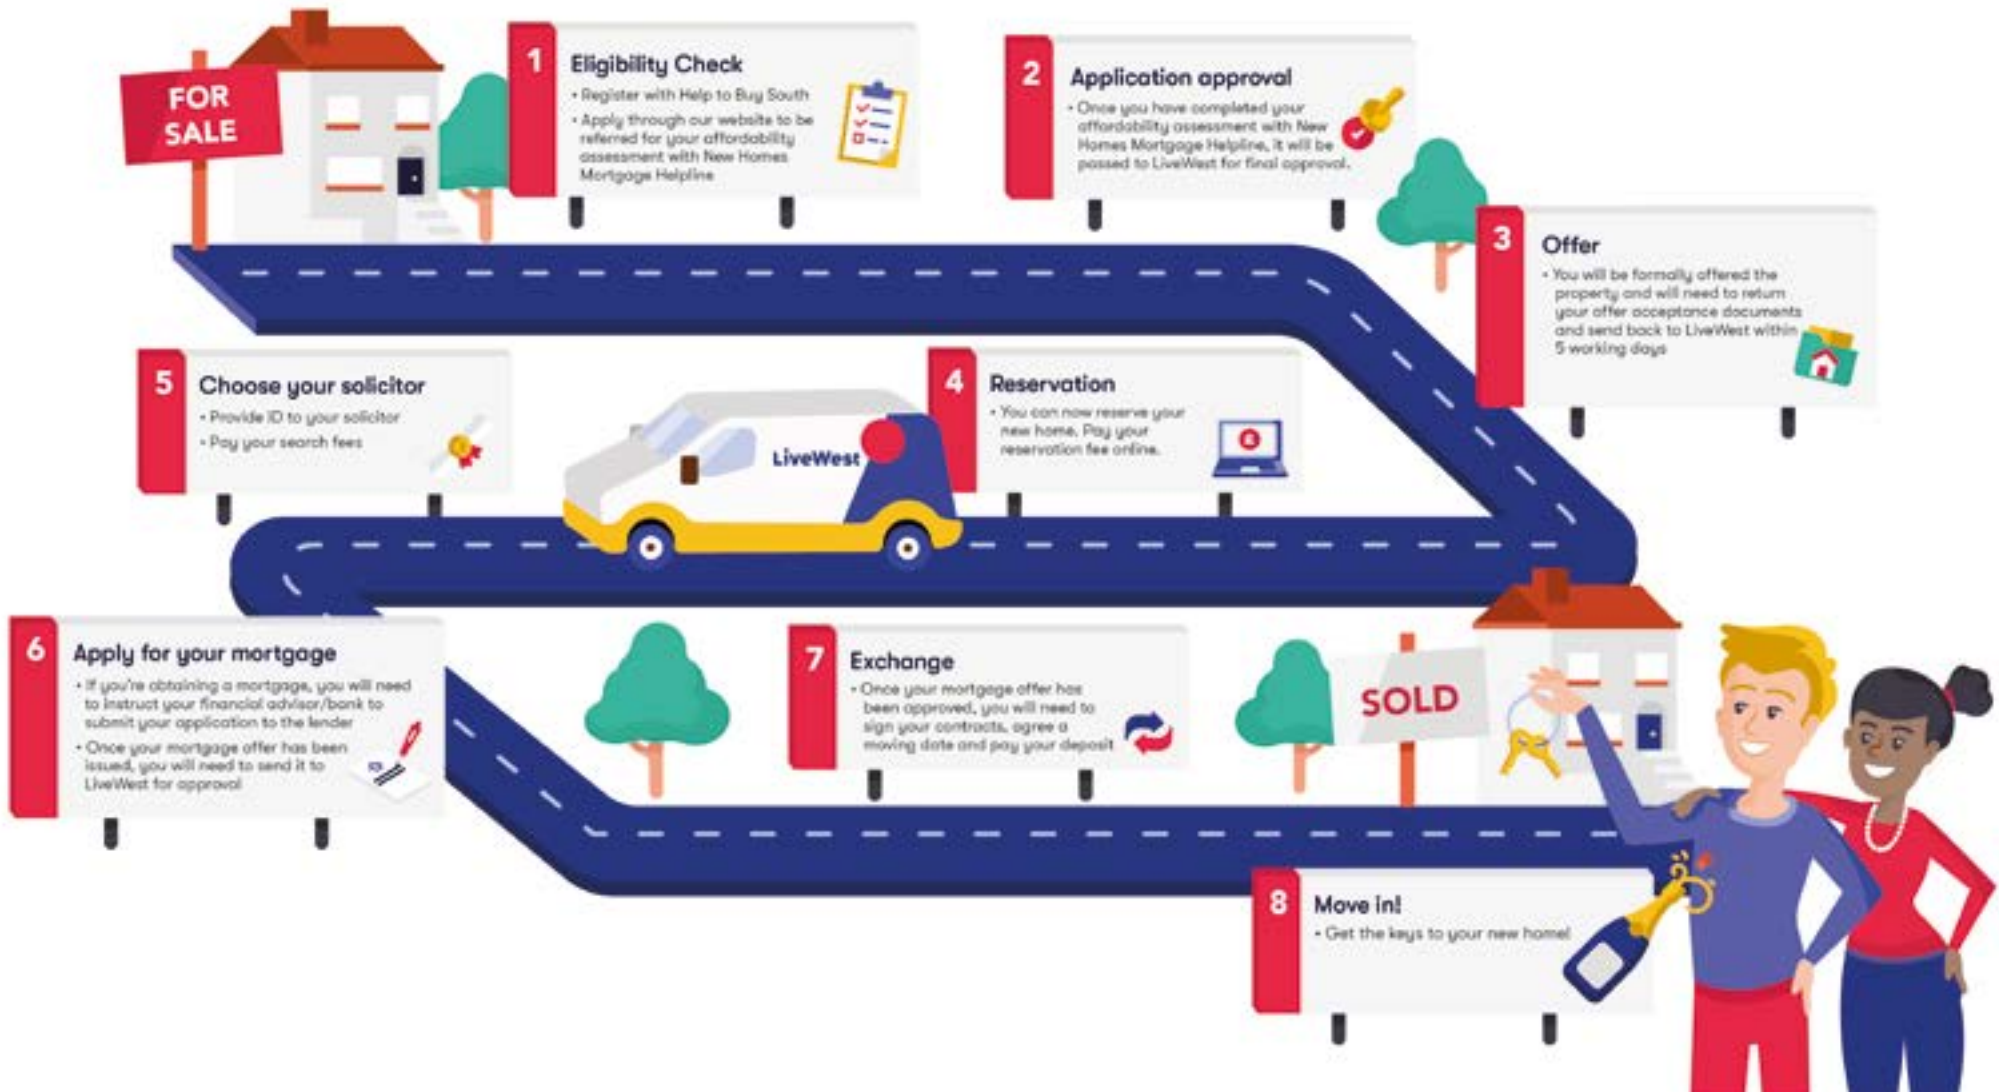 FOR
SALE
1
Eligibility Check
• Register with Help to Buy South
• Apply through our website to be
referred for your affordability
assessment with New Homes
Mortgage Helpline
2
Application approval
• Once you have completed your
affordability assessment with New
Homes Mortgage Helpline, it will be
passed to LiveWest for final approval.
3
Offer
• You will be formally offered the
property and will need to return
your offer acceptance documents
and send back to LiveWest within
5 working days
4
Reservation
• You can now reserve your
new home. Pay your
reservation fee online.
£
LiveWest
5
Choose your solicitor
• Provide ID to your solicitor
• Pay your search fees
6
Apply for your mortgage
• If you're obtaining a mortgage, you will need
to instruct your financial advisor/bank to
submit your application to the lender
• Once your mortgage offer has been
issued, you will need to send it to
LiveWest for approval
7
Exchange
• Once your mortgage offer has
been approved, you will need to
sign your contracts, agree a
moving date and pay your deposit
SOLD
8
Move in!
• Get the keys to your new home!